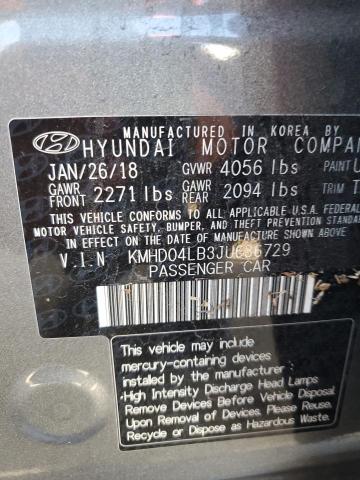 MANUFACTURED IN KOREA BY
HYUNDAI MOTOR COMPAN
JAN/26/18 GVWR 4056 lbs PAINT
GAWR FRONT 2271 lbs GAWR REAR 2094 lbs TRIM
THIS VEHICLE CONFORMS TO ALL APPLICABLE U.S.A. FEDERAL
MOTOR VEHICLE SAFETY, BUMPER, AND THEFT PREVENTION
STANDARDS IN EFFECT ON THE DATE OF MANUFACTURE
V.I.N KMHD04LB3JU686729
PASSENGER CAR
This vehicle may include
mercury-containing devices
installed by the manufacturer:
•High Intensity Discharge Head Lamps
Remove Devices Before Vehicle Disposal
Upon Removal of Devices, Please Reuse,
Recycle or Dispose as Hazardous Waste.